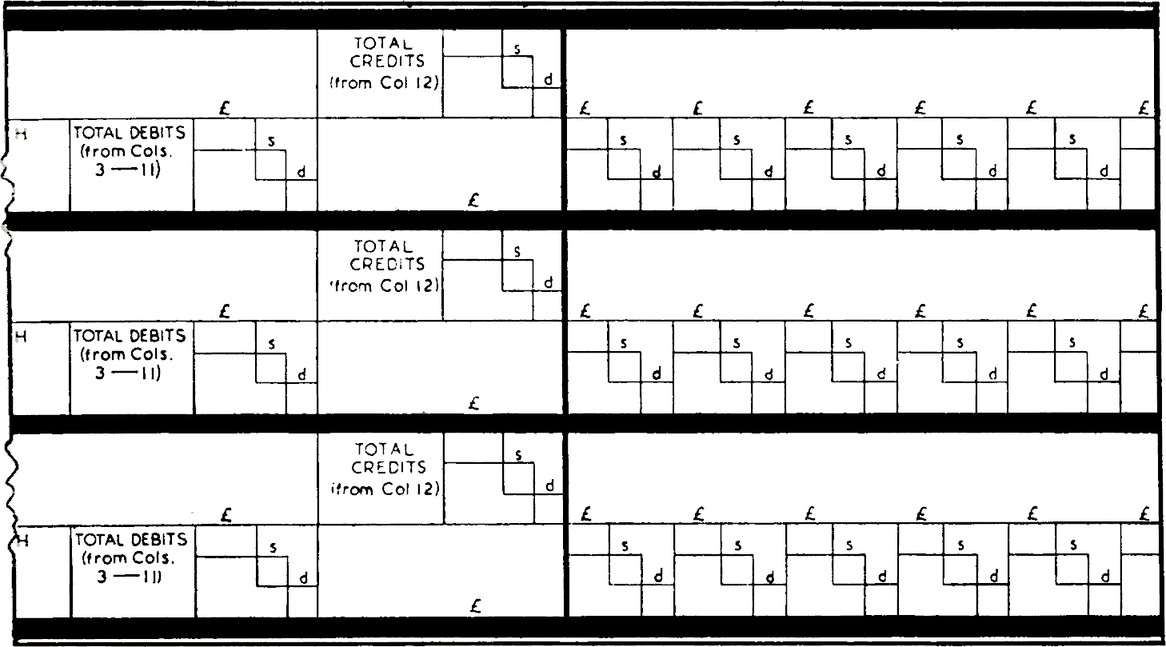 TOTAL
CREDITS
(from Col 12)
s
d
£
£ £ £ £ £ £
H
TOTAL DEBITS
(from Cols.
3 — 11)
s
d
s d s d s d s d s d
£
TOTAL
CREDITS
(from Col 12)
s
d
£
£ £ £ £ £ £
H
TOTAL DEBITS
(from Cols.
3 — 11)
s
d
s d s d s d s d s d
£
TOTAL
CREDITS
(from Col 12)
s
d
£
£ £ £ £ £ £
H
TOTAL DEBITS
(from Cols.
3 — 11)
s
d
s d s d s d s d s d
£